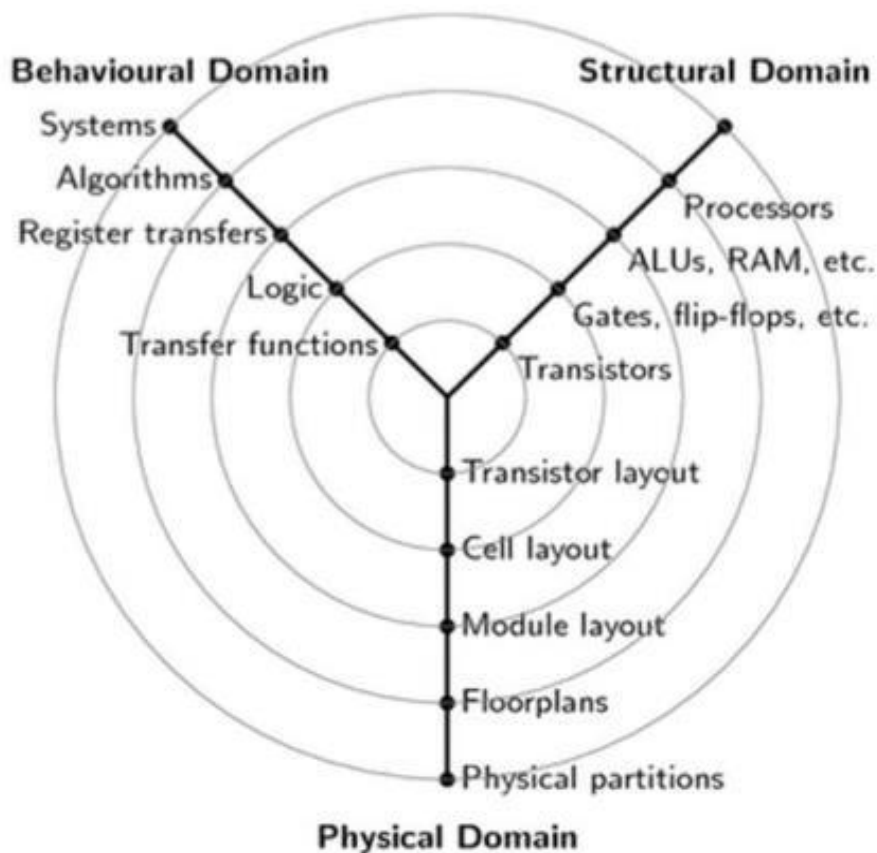 Behavioural Domain
Structural Domain
Systems
Algorithms
Processors
Register transfers
ALUs, RAM, etc.
Logic
Gates, flip-flops, etc.
Transfer functions
Transistors
Transistor layout
Cell layout
Module layout
Floorplans
Physical partitions
Physical Domain